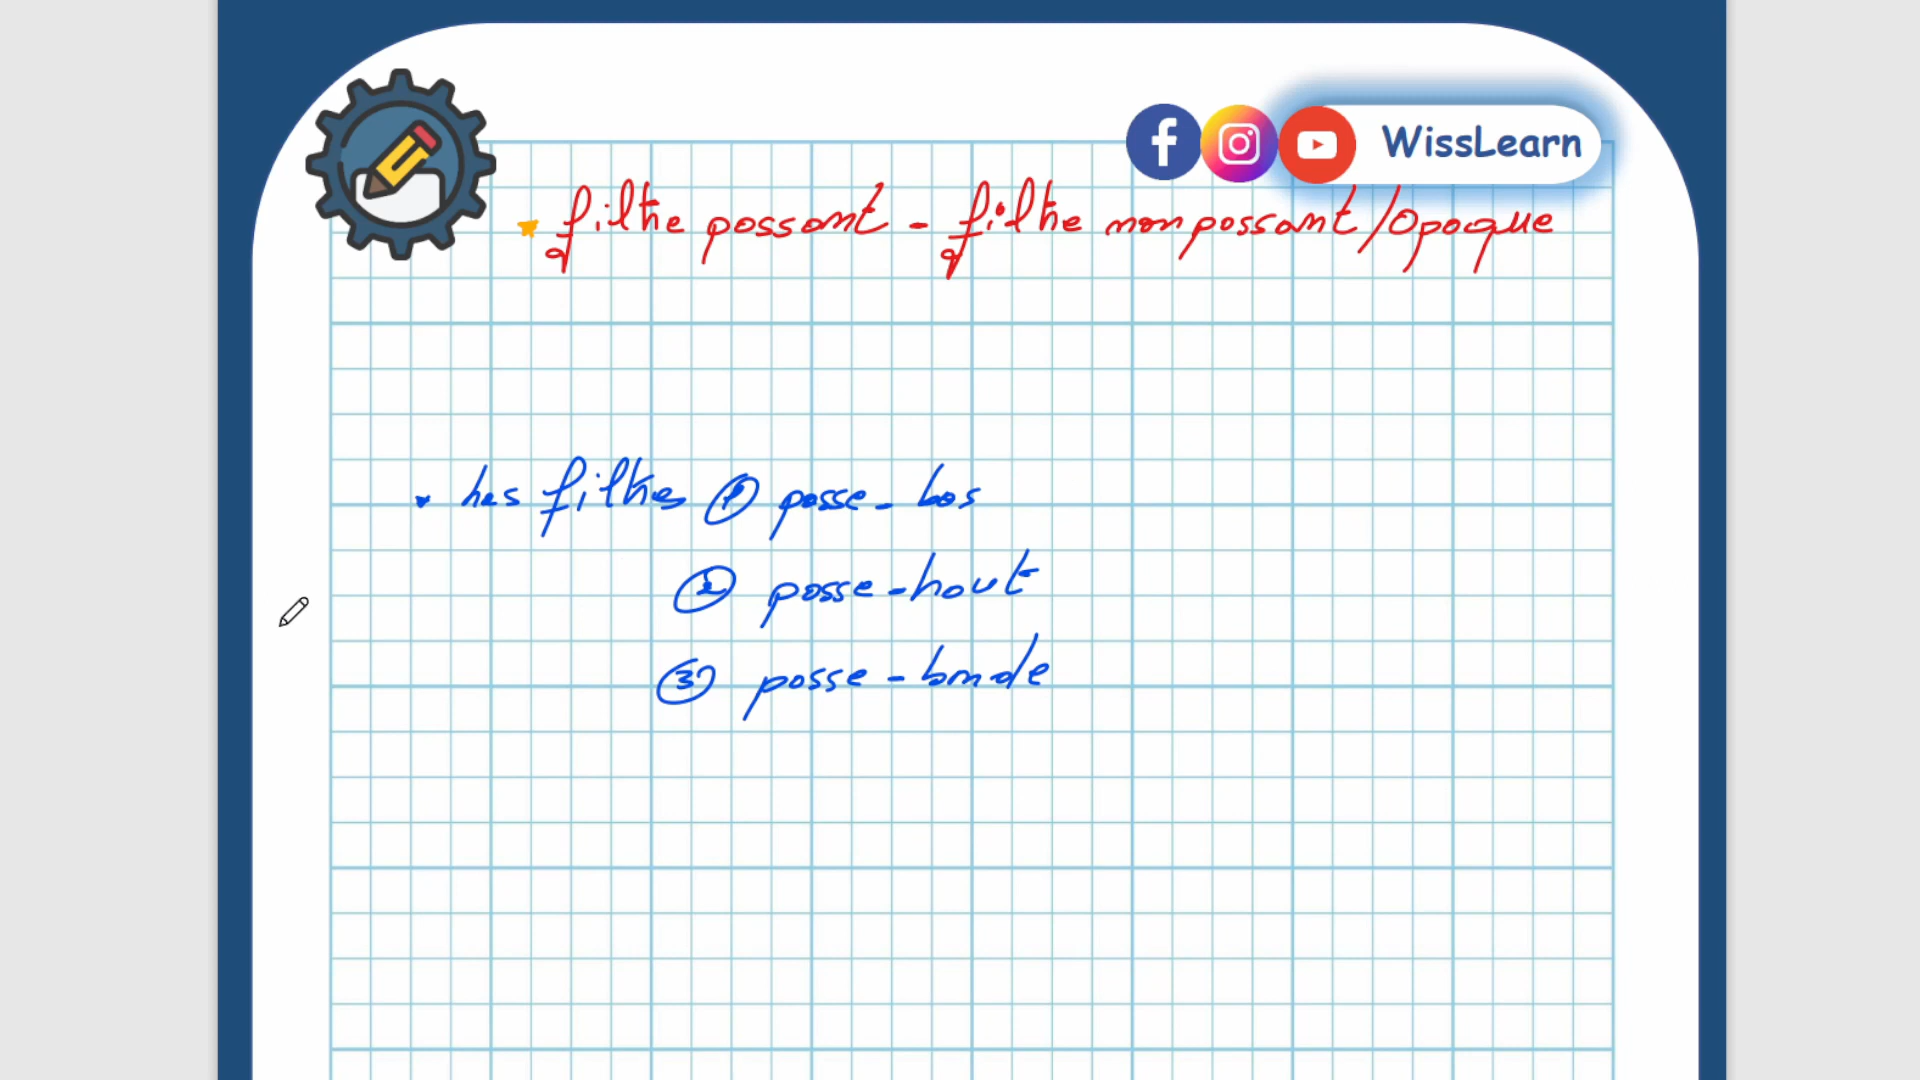 WissLearn
filtre passant - filtre non passant/Opaque
Les filtres ① passe-bas
② passe-haut
③ passe-bande